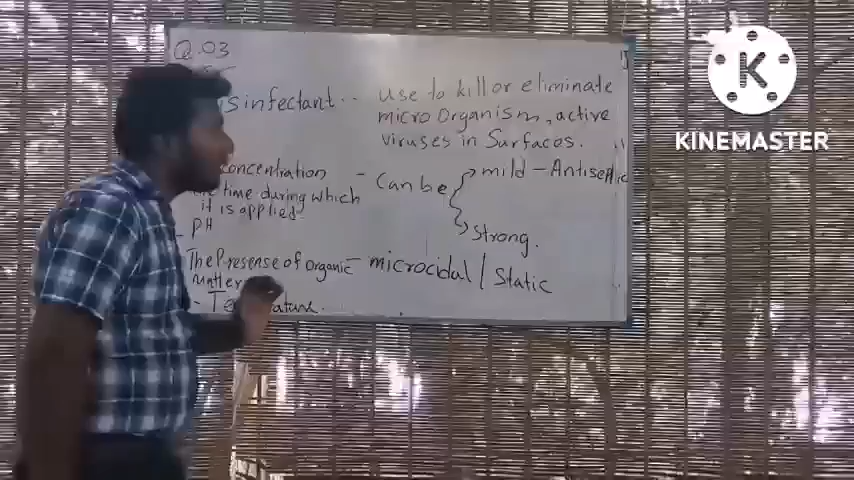 Q.03
isinfectant..
use to kill or eliminate
micro Organism, active
viruses in Surfaces.
concentration
time during which
it is applied.
- PH
The Presense of Organic
matter
-
- Can be
mild - Antiseptic
Strong.
- microcidal / Static
K
KINEMASTER